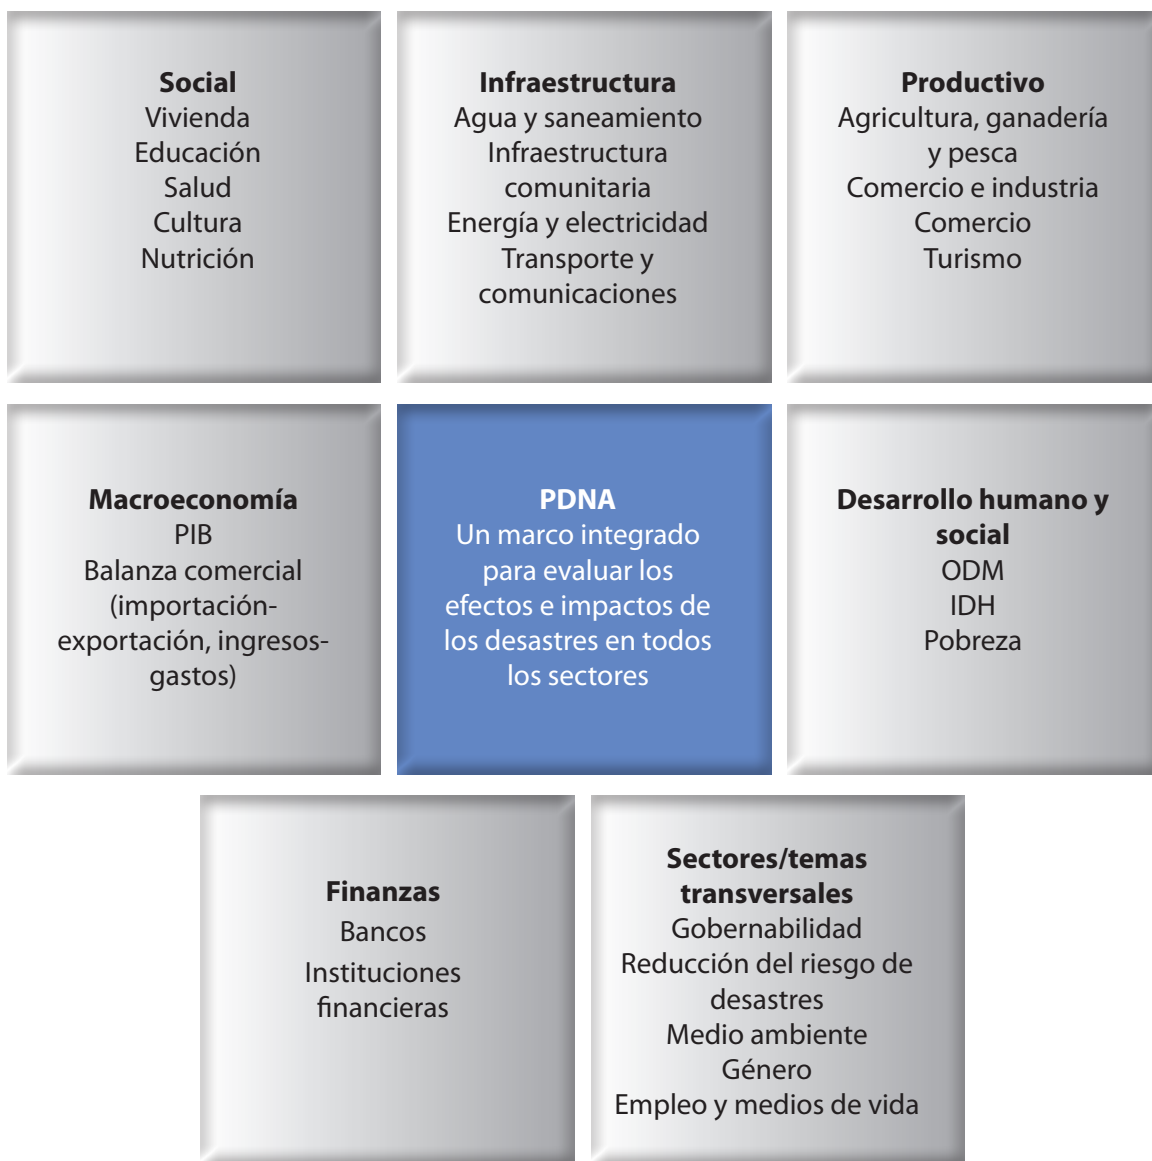 Social
Vivienda
Educación
Salud
Cultura
Nutrición
Infraestructura
Agua y saneamiento
Infraestructura
comunitaria
Energía y electricidad
Transporte y
comunicaciones
Productivo
Agricultura, ganadería
y pesca
Comercio e industria
Comercio
Turismo
Macroeconomía
PIB
Balanza comercial
(importación-
exportación, ingresos-
gastos)
PDNA
Un marco integrado
para evaluar los
efectos e impactos de
los desastres en todos
los sectores
Desarrollo humano y
social
ODM
IDH
Pobreza
Finanzas
Bancos
Instituciones
financieras
Sectores/temas
transversales
Gobernabilidad
Reducción del riesgo de
desastres
Medio ambiente
Género
Empleo y medios de vida